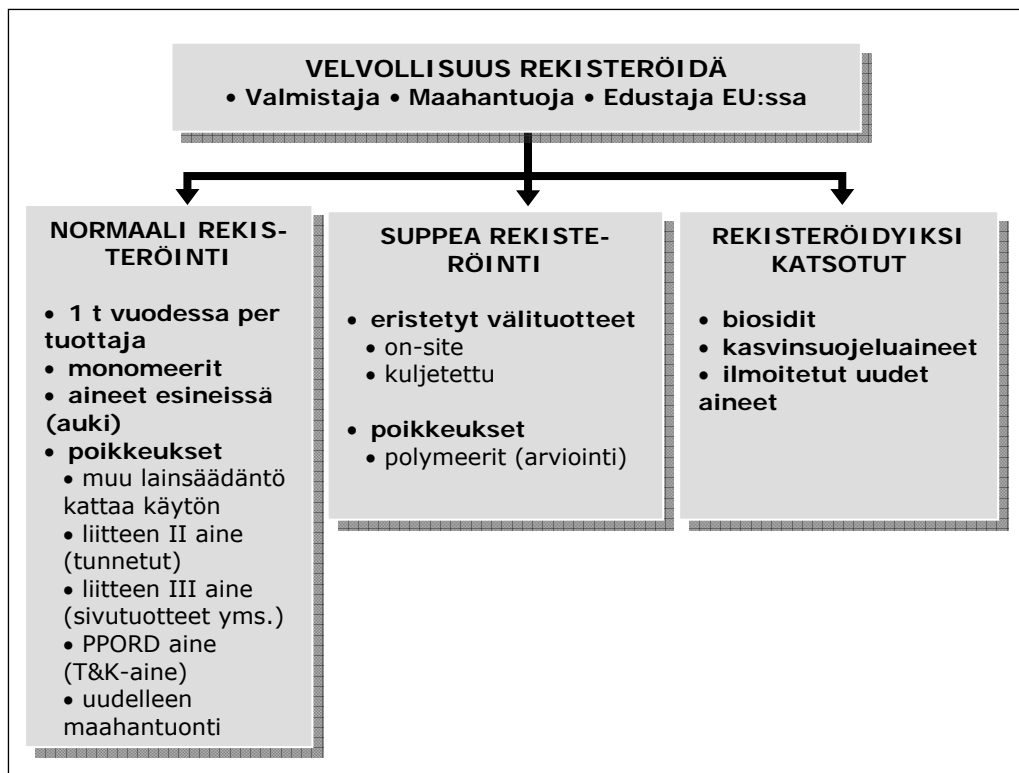 VELVOLLISUUS REKISTERÖIDÄ
• Valmistaja • Maahantuoja • Edustaja EU:ssa
NORMAALI REKIS-
TERÖINTI
• 1 t vuodessa per
tuottaja
• monomeerit
• aineet esineissä
(auki)
• poikkeukset
• muu lainsäädäntö
kattaa käytön
• liitteen II aine
(tunnetut)
• liitteen III aine
(sivutuotteet yms.)
• PPORD aine
(T&K-aine)
• uudelleen
maahantuonti
SUPPEA REKISTE-
RÖINTI
• eristetyt välituotteet
• on-site
• kuljetettu
• poikkeukset
• polymeerit (arviointi)
REKISTERÖIDYIKSI
KATSOTUT
• biosidit
• kasvinsuojeluaineet
• ilmoitetut uudet
aineet